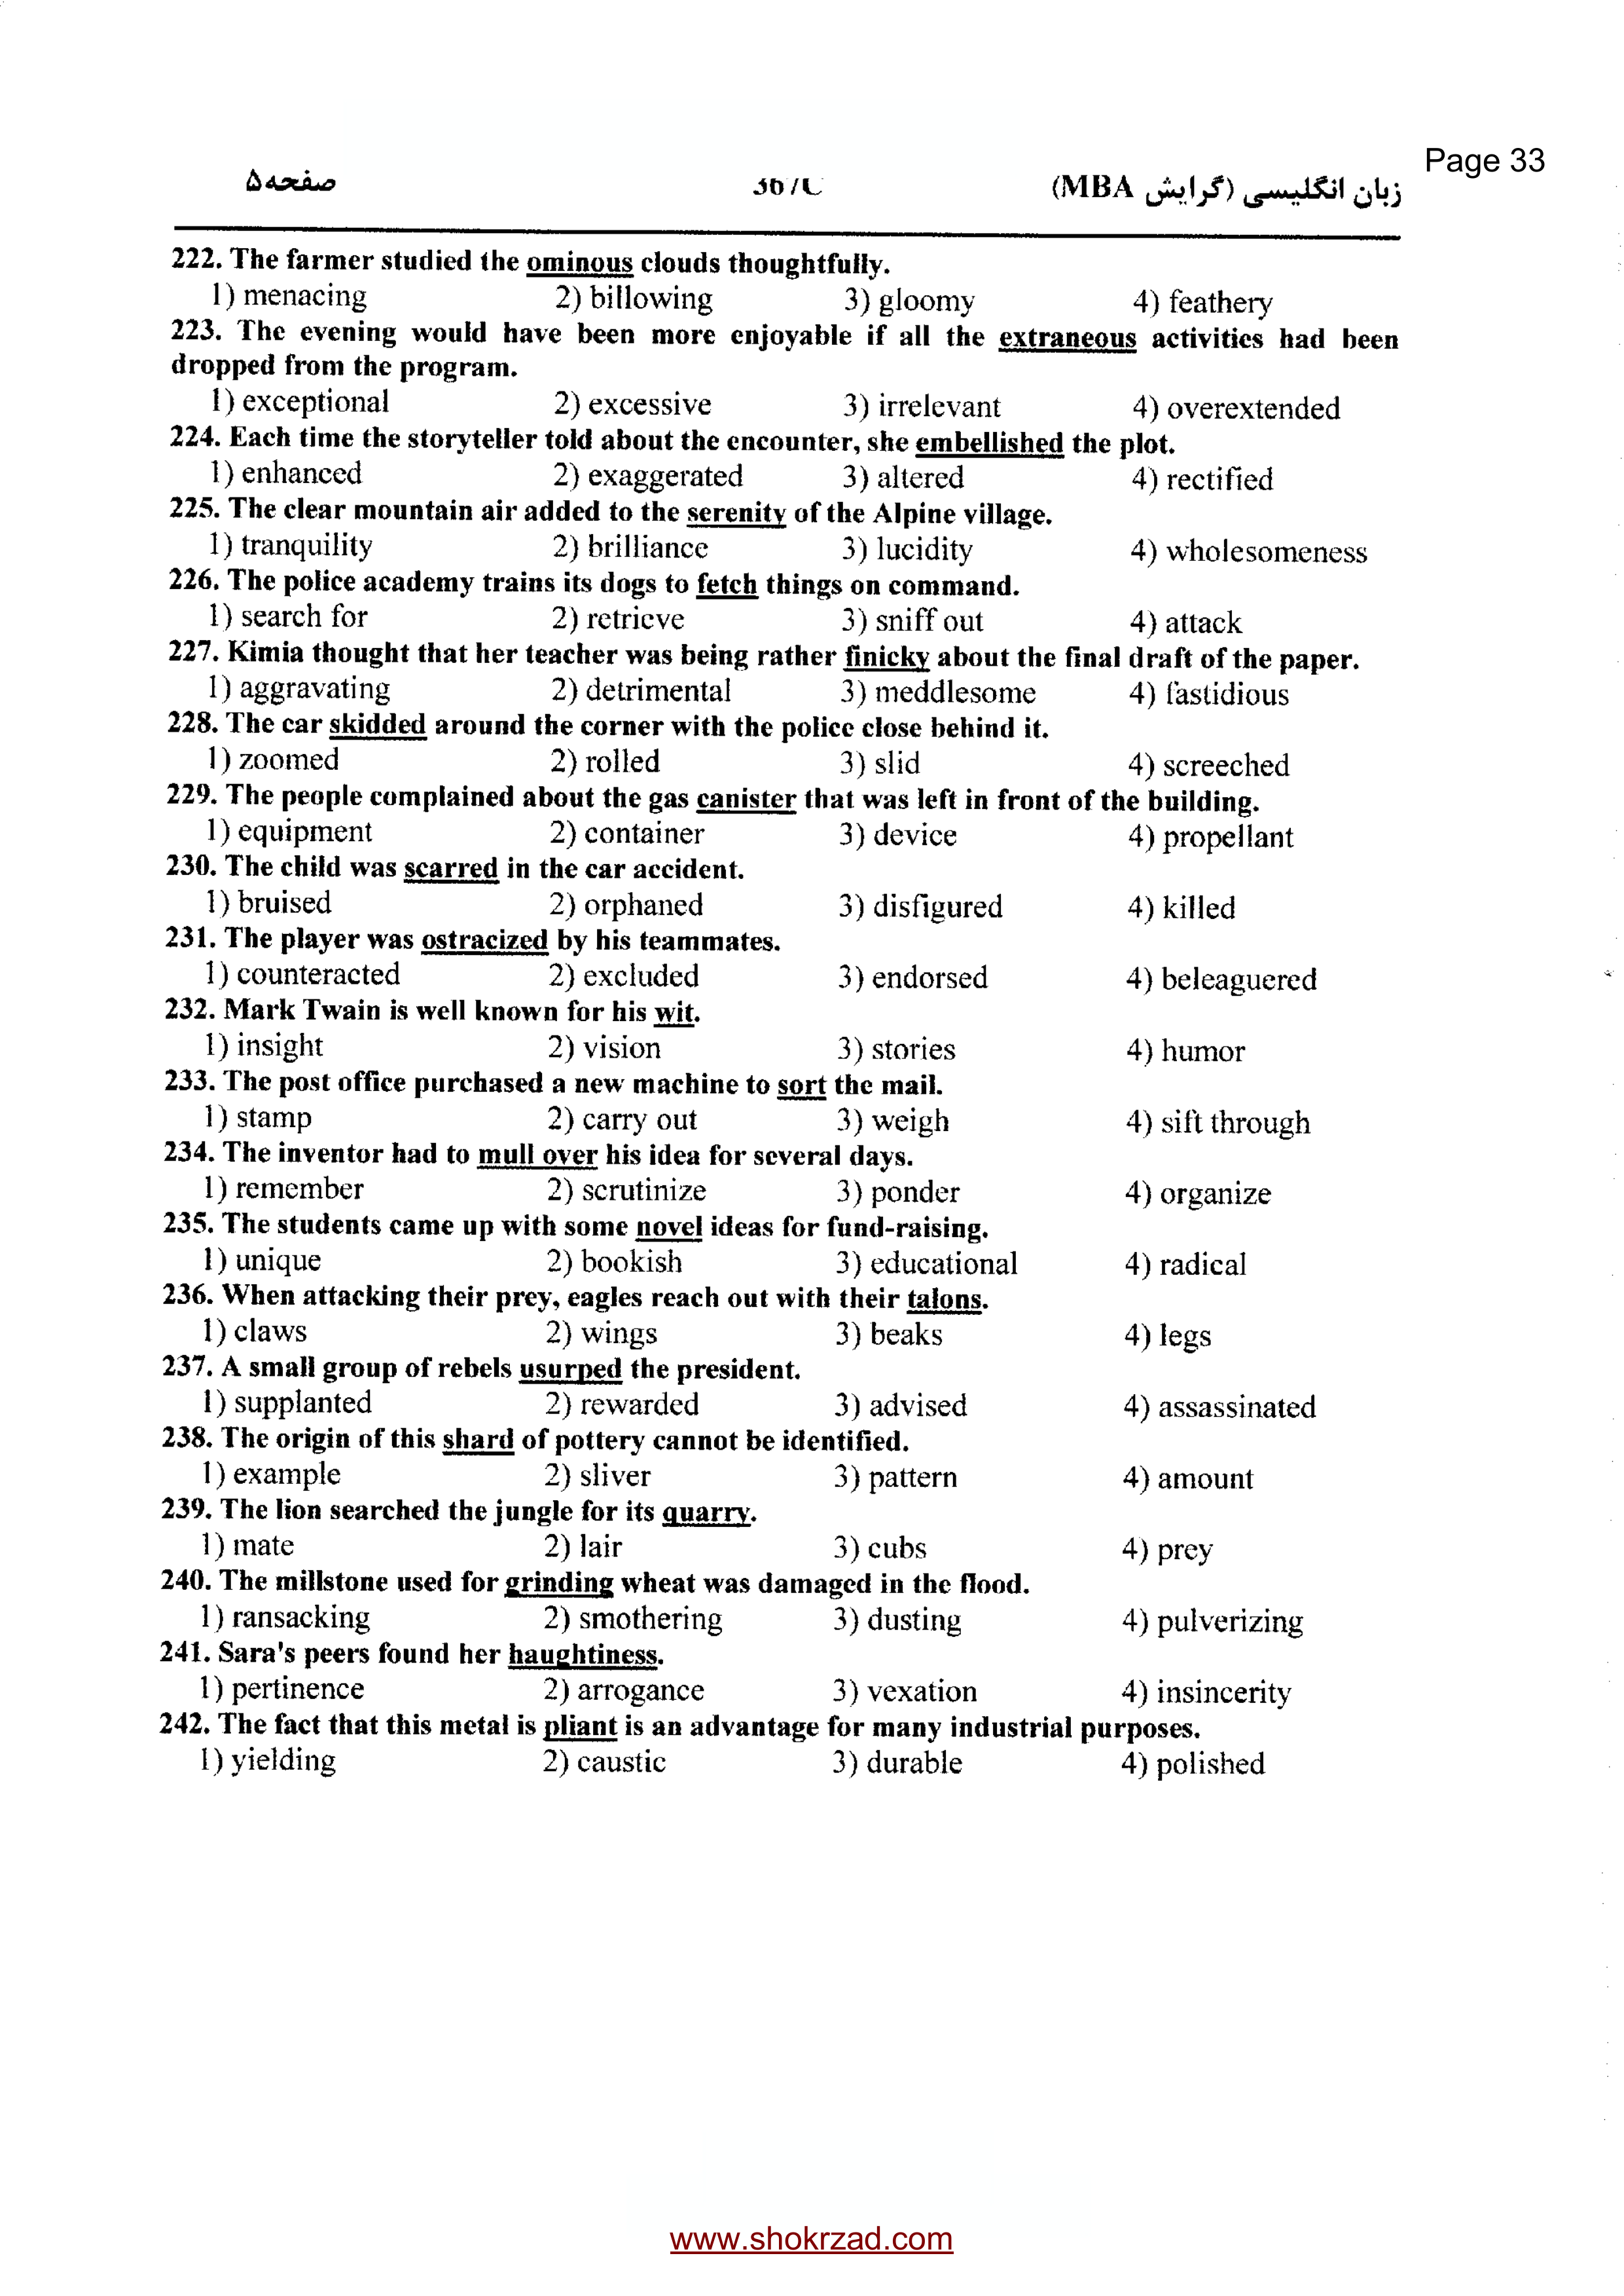 Page 33
زبان انگلیسی (گرایش MBA)
صفحه ۵
222. The farmer studied the ominous clouds thoughtfully.
1) menacing 2) billowing 3) gloomy 4) feathery
223. The evening would have been more enjoyable if all the extraneous activities had been
dropped from the program.
1) exceptional 2) excessive 3) irrelevant 4) overextended
224. Each time the storyteller told about the encounter, she embellished the plot.
1) enhanced 2) exaggerated 3) altered 4) rectified
225. The clear mountain air added to the serenity of the Alpine village.
1) tranquility 2) brilliance 3) lucidity 4) wholesomeness
226. The police academy trains its dogs to fetch things on command.
1) search for 2) retrieve 3) sniff out 4) attack
227. Kimia thought that her teacher was being rather finicky about the final draft of the paper.
1) aggravating 2) detrimental 3) meddlesome 4) fastidious
228. The car skidded around the corner with the police close behind it.
1) zoomed 2) rolled 3) slid 4) screeched
229. The people complained about the gas canister that was left in front of the building.
1) equipment 2) container 3) device 4) propellant
230. The child was scarred in the car accident.
1) bruised 2) orphaned 3) disfigured 4) killed
231. The player was ostracized by his teammates.
1) counteracted 2) excluded 3) endorsed 4) beleaguered
232. Mark Twain is well known for his wit.
1) insight 2) vision 3) stories 4) humor
233. The post office purchased a new machine to sort the mail.
1) stamp 2) carry out 3) weigh 4) sift through
234. The inventor had to mull over his idea for several days.
1) remember 2) scrutinize 3) ponder 4) organize
235. The students came up with some novel ideas for fund-raising.
1) unique 2) bookish 3) educational 4) radical
236. When attacking their prey, eagles reach out with their talons.
1) claws 2) wings 3) beaks 4) legs
237. A small group of rebels usurped the president.
1) supplanted 2) rewarded 3) advised 4) assassinated
238. The origin of this shard of pottery cannot be identified.
1) example 2) sliver 3) pattern 4) amount
239. The lion searched the jungle for its quarry.
1) mate 2) lair 3) cubs 4) prey
240. The millstone used for grinding wheat was damaged in the flood.
1) ransacking 2) smothering 3) dusting 4) pulverizing
241. Sara's peers found her haughtiness.
1) pertinence 2) arrogance 3) vexation 4) insincerity
242. The fact that this metal is pliant is an advantage for many industrial purposes.
1) yielding 2) caustic 3) durable 4) polished
www.shokrzad.com